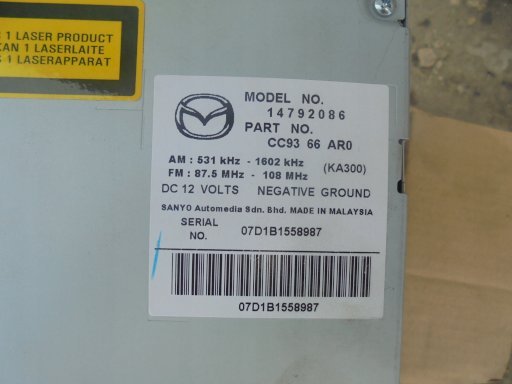 1 LASER PRODUCT
KAN 1 LASERLAITE
1 LASERAPPARAT
MODEL NO.
14792086
PART NO.
CC93 66 AR0
AM : 531 kHz - 1602 kHz
(KA300)
FM : 87.5 MHz - 108 MHz
DC 12 VOLTS NEGATIVE GROUND
SANYO Automedia Sdn. Bhd. MADE IN MALAYSIA
SERIAL
NO.
07D1B1558987
07D1B1558987